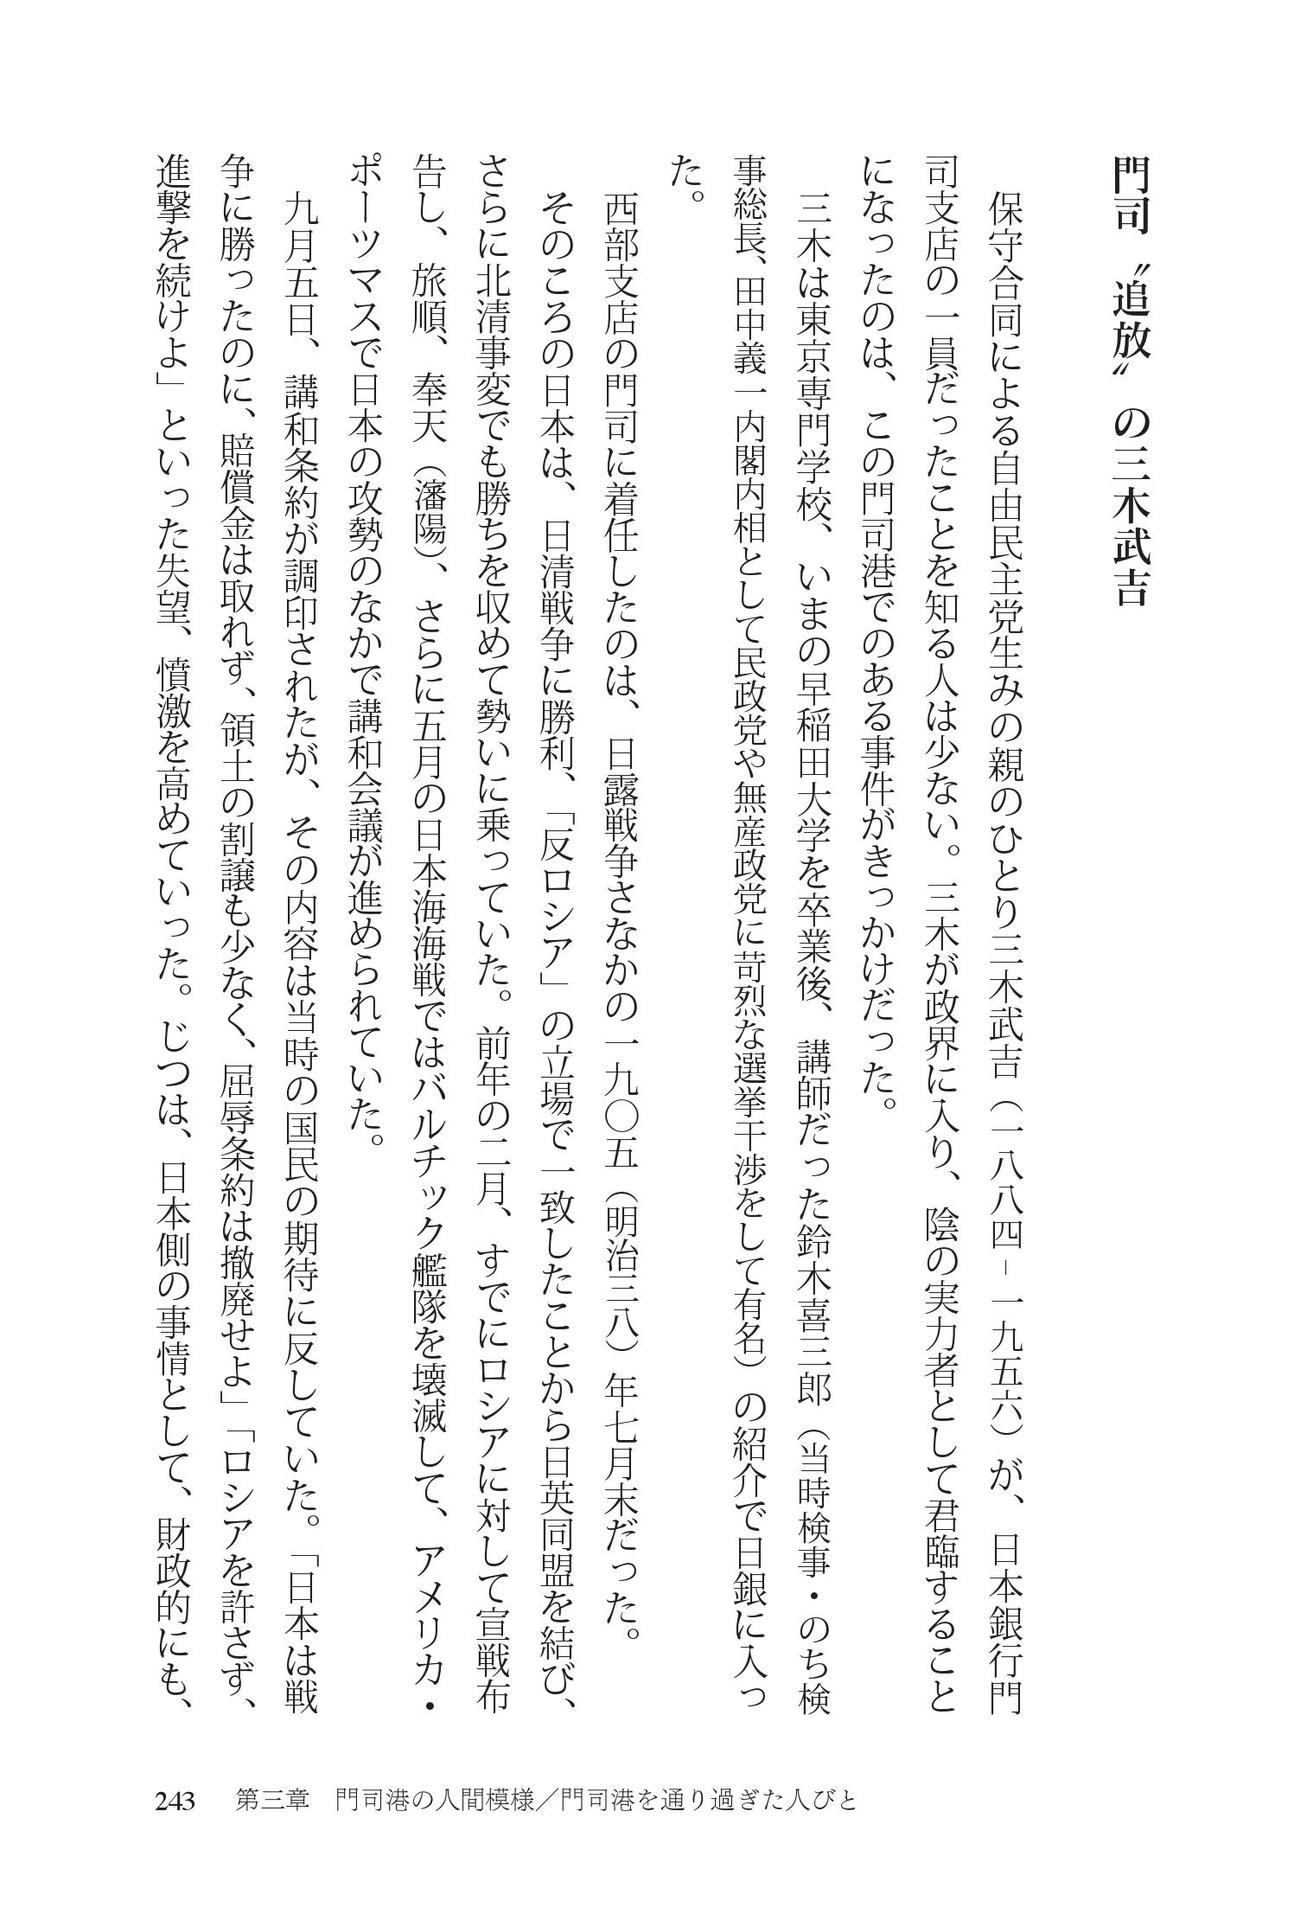 門司〝追放〟の三木武吉
保守合同による自由民主党生みの親のひとり三木武吉（一八八四－一九五六）が、日本銀行門
司支店の一員だったことを知る人は少ない。三木が政界に入り、陰の実力者として君臨すること
になったのは、この門司港でのある事件がきっかけだった。
三木は東京専門学校、いまの早稲田大学を卒業後、講師だった鈴木喜三郎（当時検事・のち検
事総長、田中義一内閣内相として民政党や無産政党に苛烈な選挙干渉をして有名）の紹介で日銀に入っ
た。
西部支店の門司に着任したのは、日露戦争さなかの一九〇五（明治三八）年七月末だった。
そのころの日本は、日清戦争に勝利、「反ロシア」の立場で一致したことから日英同盟を結び、
さらに北清事変でも勝ちを収めて勢いに乗っていた。前年の二月、すでにロシアに対して宣戦布
告し、旅順、奉天（瀋陽）、さらに五月の日本海海戦ではバルチック艦隊を壊滅して、アメリカ・
ポーツマスで日本の攻勢のなかで講和会議が進められていた。
九月五日、講和条約が調印されたが、その内容は当時の国民の期待に反していた。「日本は戦
争に勝ったのに、賠償金は取れず、領土の割譲も少なく、屈辱条約は撤廃せよ」「ロシアを許さず、
進撃を続けよ」といった失望、憤激を高めていった。じつは、日本側の事情として、財政的にも、
243 第三章 門司港の人間模様／門司港を通り過ぎた人びと